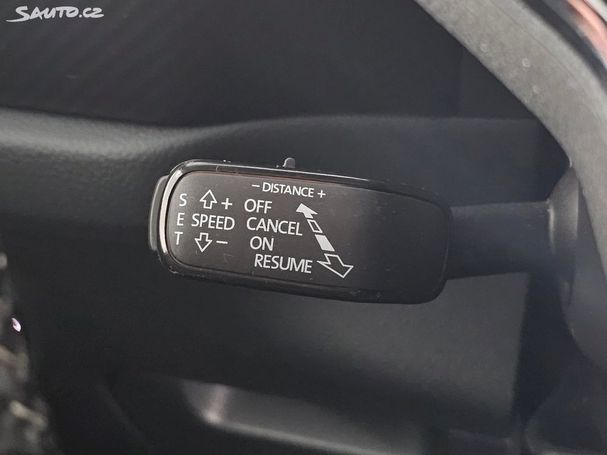 SAUTO.CZ
− DISTANCE +
S + OFF
E SPEED CANCEL
T − ON
RESUME